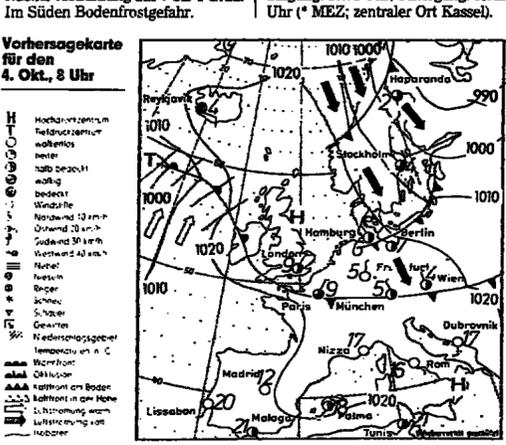 Im Süden Bodenfrostgefahr.
Uhr (* MEZ; zentraler Ort Kassel).
Vorhersagekarte
für den
4. Okt., 8 Uhr
H Hochdruckzentrum
T Tiefdruckzentrum
wolkenlos
heiter
halb bedeckt
wolkig
bedeckt
Windstille
Nordwind 10 km/h
Ostwind 20 km/h
Südwind 30 km/h
Westwind 40 km/h
Nebel
Nieseln
Regen
Schnee
Schauer
Gewitter
Niederschlagsgebiet
Temperatur in °C
Warmfront
Okklusion
Kaltfront am Boden
Kaltfront in der Höhe
Luftströmung warm
Luftströmung kalt
Isobaren
1010 1000
1020
Haparanda
990
Reykjavik
1010
Stockholm
1000
T
1000
1010
H
Hamburg
Berlin
1020
London
9
5
Wien
1010
Paris
9
München
5
1020
Dubrovnik
Nizza
17
17
Rom
16
Madrid
12
H
Lissabon
20
1020
Palma
Malaga
21
Tunis